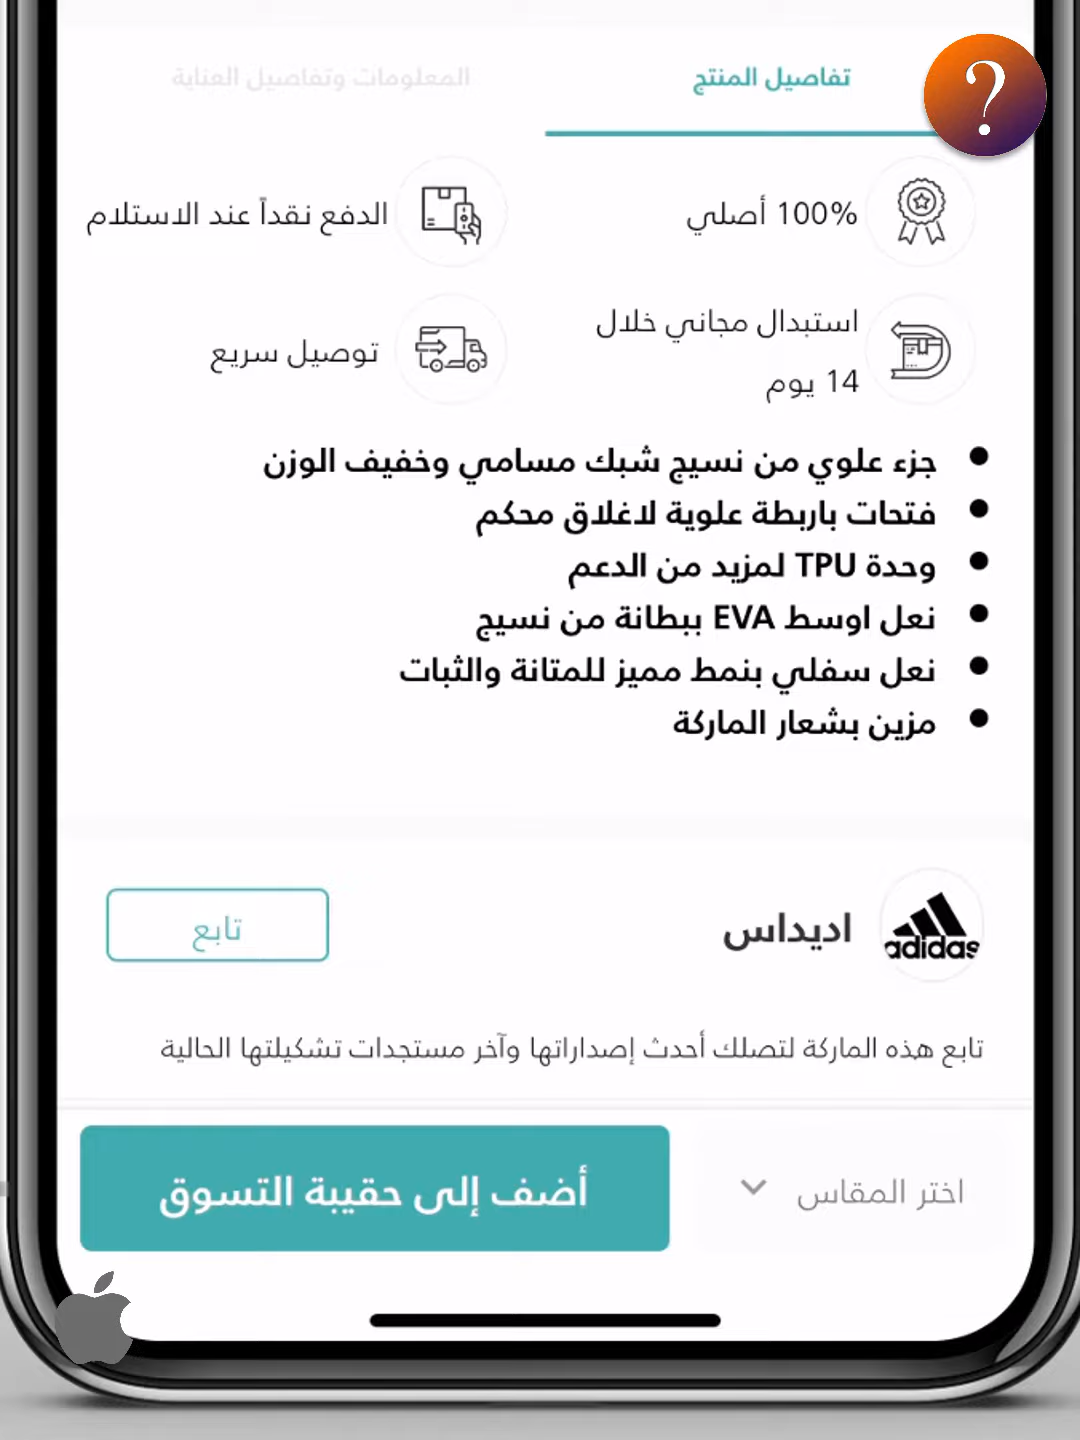 تفاصيل المنتج
المعلومات وتفاصيل العناية
?
100% أصلي
الدفع نقداً عند الاستلام
استبدال مجاني خلال
14 يوم
توصيل سريع
● جزء علوي من نسيج شبك مسامي وخفيف الوزن
● فتحات باربطة علوية لاغلاق محكم
● وحدة TPU لمزيد من الدعم
● نعل اوسط EVA ببطانة من نسيج
● نعل سفلي بنمط مميز للمتانة والثبات
● مزين بشعار الماركة
adidas
اديداس
تابع
تابع هذه الماركة لتصلك أحدث إصداراتها وآخر مستجدات تشكيلتها الحالية
اختر المقاس
أضف إلى حقيبة التسوق